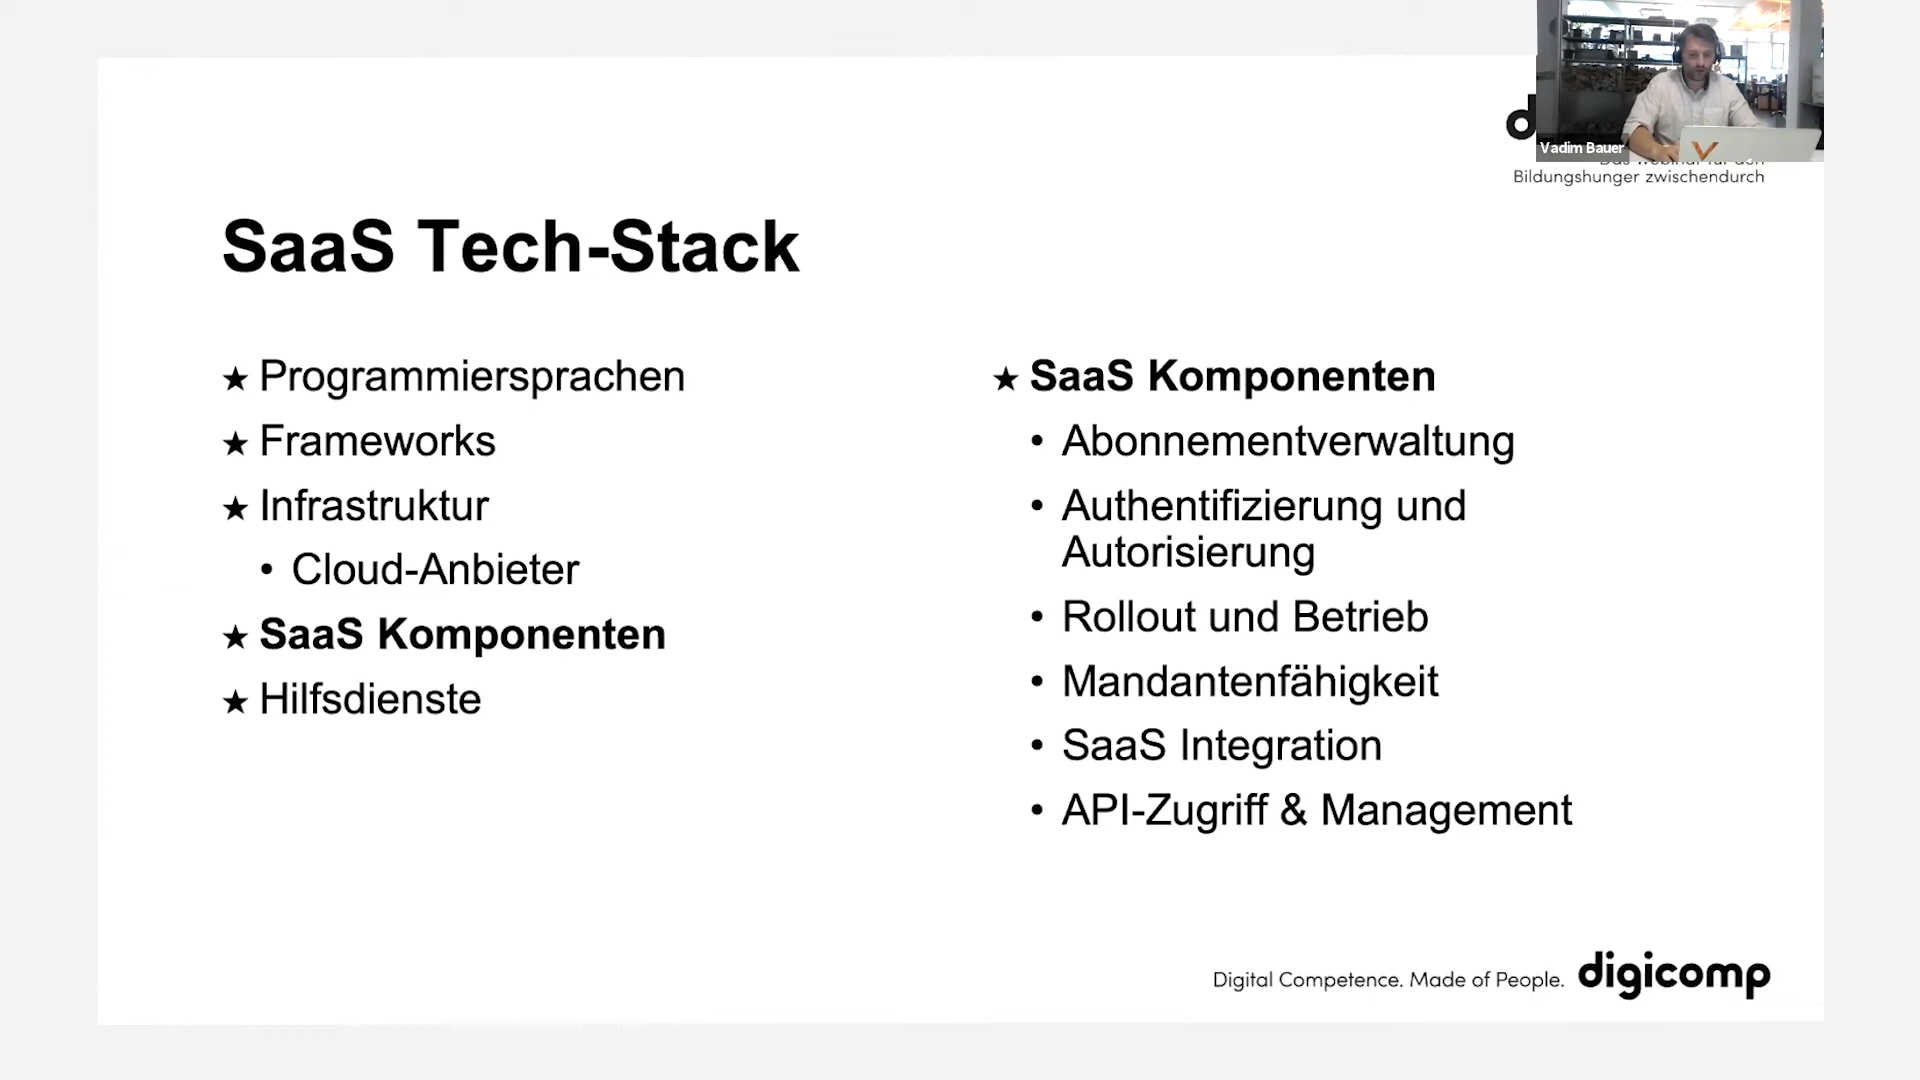 Vadim Bauer
Bildungshunger zwischendurch
SaaS Tech-Stack
★ Programmiersprachen
★ Frameworks
★ Infrastruktur
• Cloud-Anbieter
★ SaaS Komponenten
★ Hilfsdienste
★ SaaS Komponenten
• Abonnementverwaltung
• Authentifizierung und
Autorisierung
• Rollout und Betrieb
• Mandantenfähigkeit
• SaaS Integration
• API-Zugriff & Management
Digital Competence. Made of People. digicomp